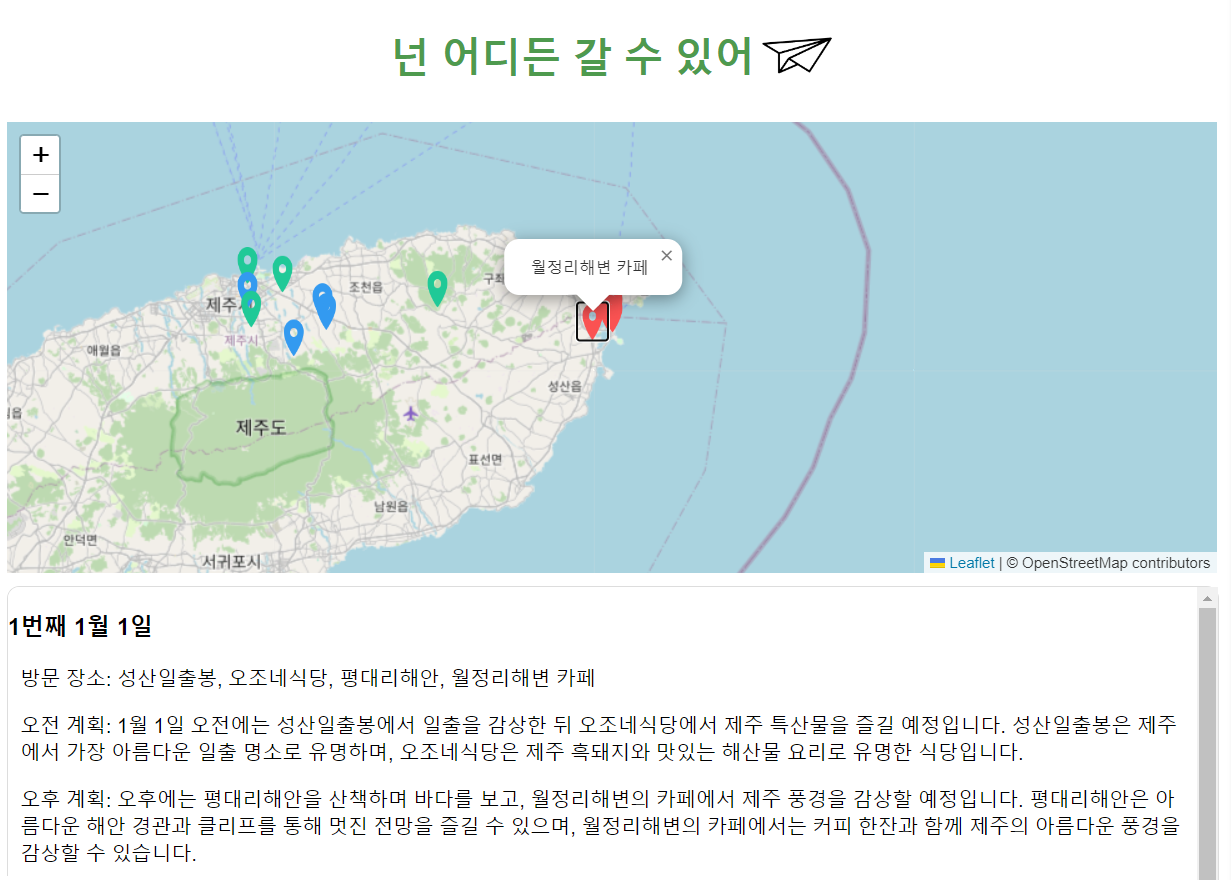 넌 어디든 갈 수 있어
+
−
월정리해변 카페
×
조천읍
제주
제주시
애월읍
성산읍
제주도
표선면
남원읍
안덕면
서귀포시
Leaflet | © OpenStreetMap contributors
1번째 1월 1일
방문 장소: 성산일출봉, 오조네식당, 평대리해안, 월정리해변 카페
오전 계획: 1월 1일 오전에는 성산일출봉에서 일출을 감상한 뒤 오조네식당에서 제주 특산물을 즐길 예정입니다. 성산일출봉은 제주
에서 가장 아름다운 일출 명소로 유명하며, 오조네식당은 제주 흑돼지와 맛있는 해산물 요리로 유명한 식당입니다.
오후 계획: 오후에는 평대리해안을 산책하며 바다를 보고, 월정리해변의 카페에서 제주 풍경을 감상할 예정입니다. 평대리해안은 아
름다운 해안 경관과 클리프를 통해 멋진 전망을 즐길 수 있으며, 월정리해변의 카페에서는 커피 한잔과 함께 제주의 아름다운 풍경을
감상할 수 있습니다.